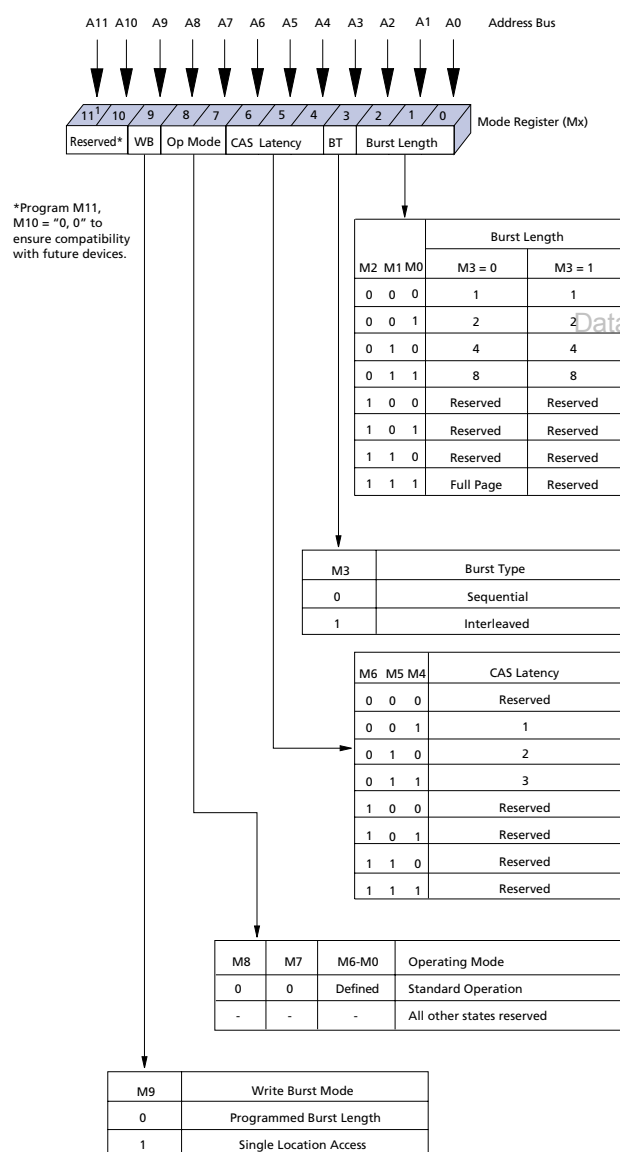 A11 A10 A9 A8 A7 A6 A5 A4 A3 A2 A1 A0 Address Bus
11¹ 10 9 8 7 6 5 4 3 2 1 0 Mode Register (Mx)
Reserved* WB Op Mode CAS Latency BT Burst Length
*Program M11,
M10 = “0, 0” to
ensure compatibility
with future devices.
Burst Length
M2 M1 M0 M3 = 0 M3 = 1
0 0 0 1 1
0 0 1 2 2
Data
0 1 0 4 4
0 1 1 8 8
1 0 0 Reserved Reserved
1 0 1 Reserved Reserved
1 1 0 Reserved Reserved
1 1 1 Full Page Reserved
M3 Burst Type
0 Sequential
1 Interleaved
M6 M5 M4 CAS Latency
0 0 0 Reserved
0 0 1 1
0 1 0 2
0 1 1 3
1 0 0 Reserved
1 0 1 Reserved
1 1 0 Reserved
1 1 1 Reserved
M8 M7 M6-M0 Operating Mode
0 0 Defined Standard Operation
- - - All other states reserved
M9 Write Burst Mode
0 Programmed Burst Length
1 Single Location Access